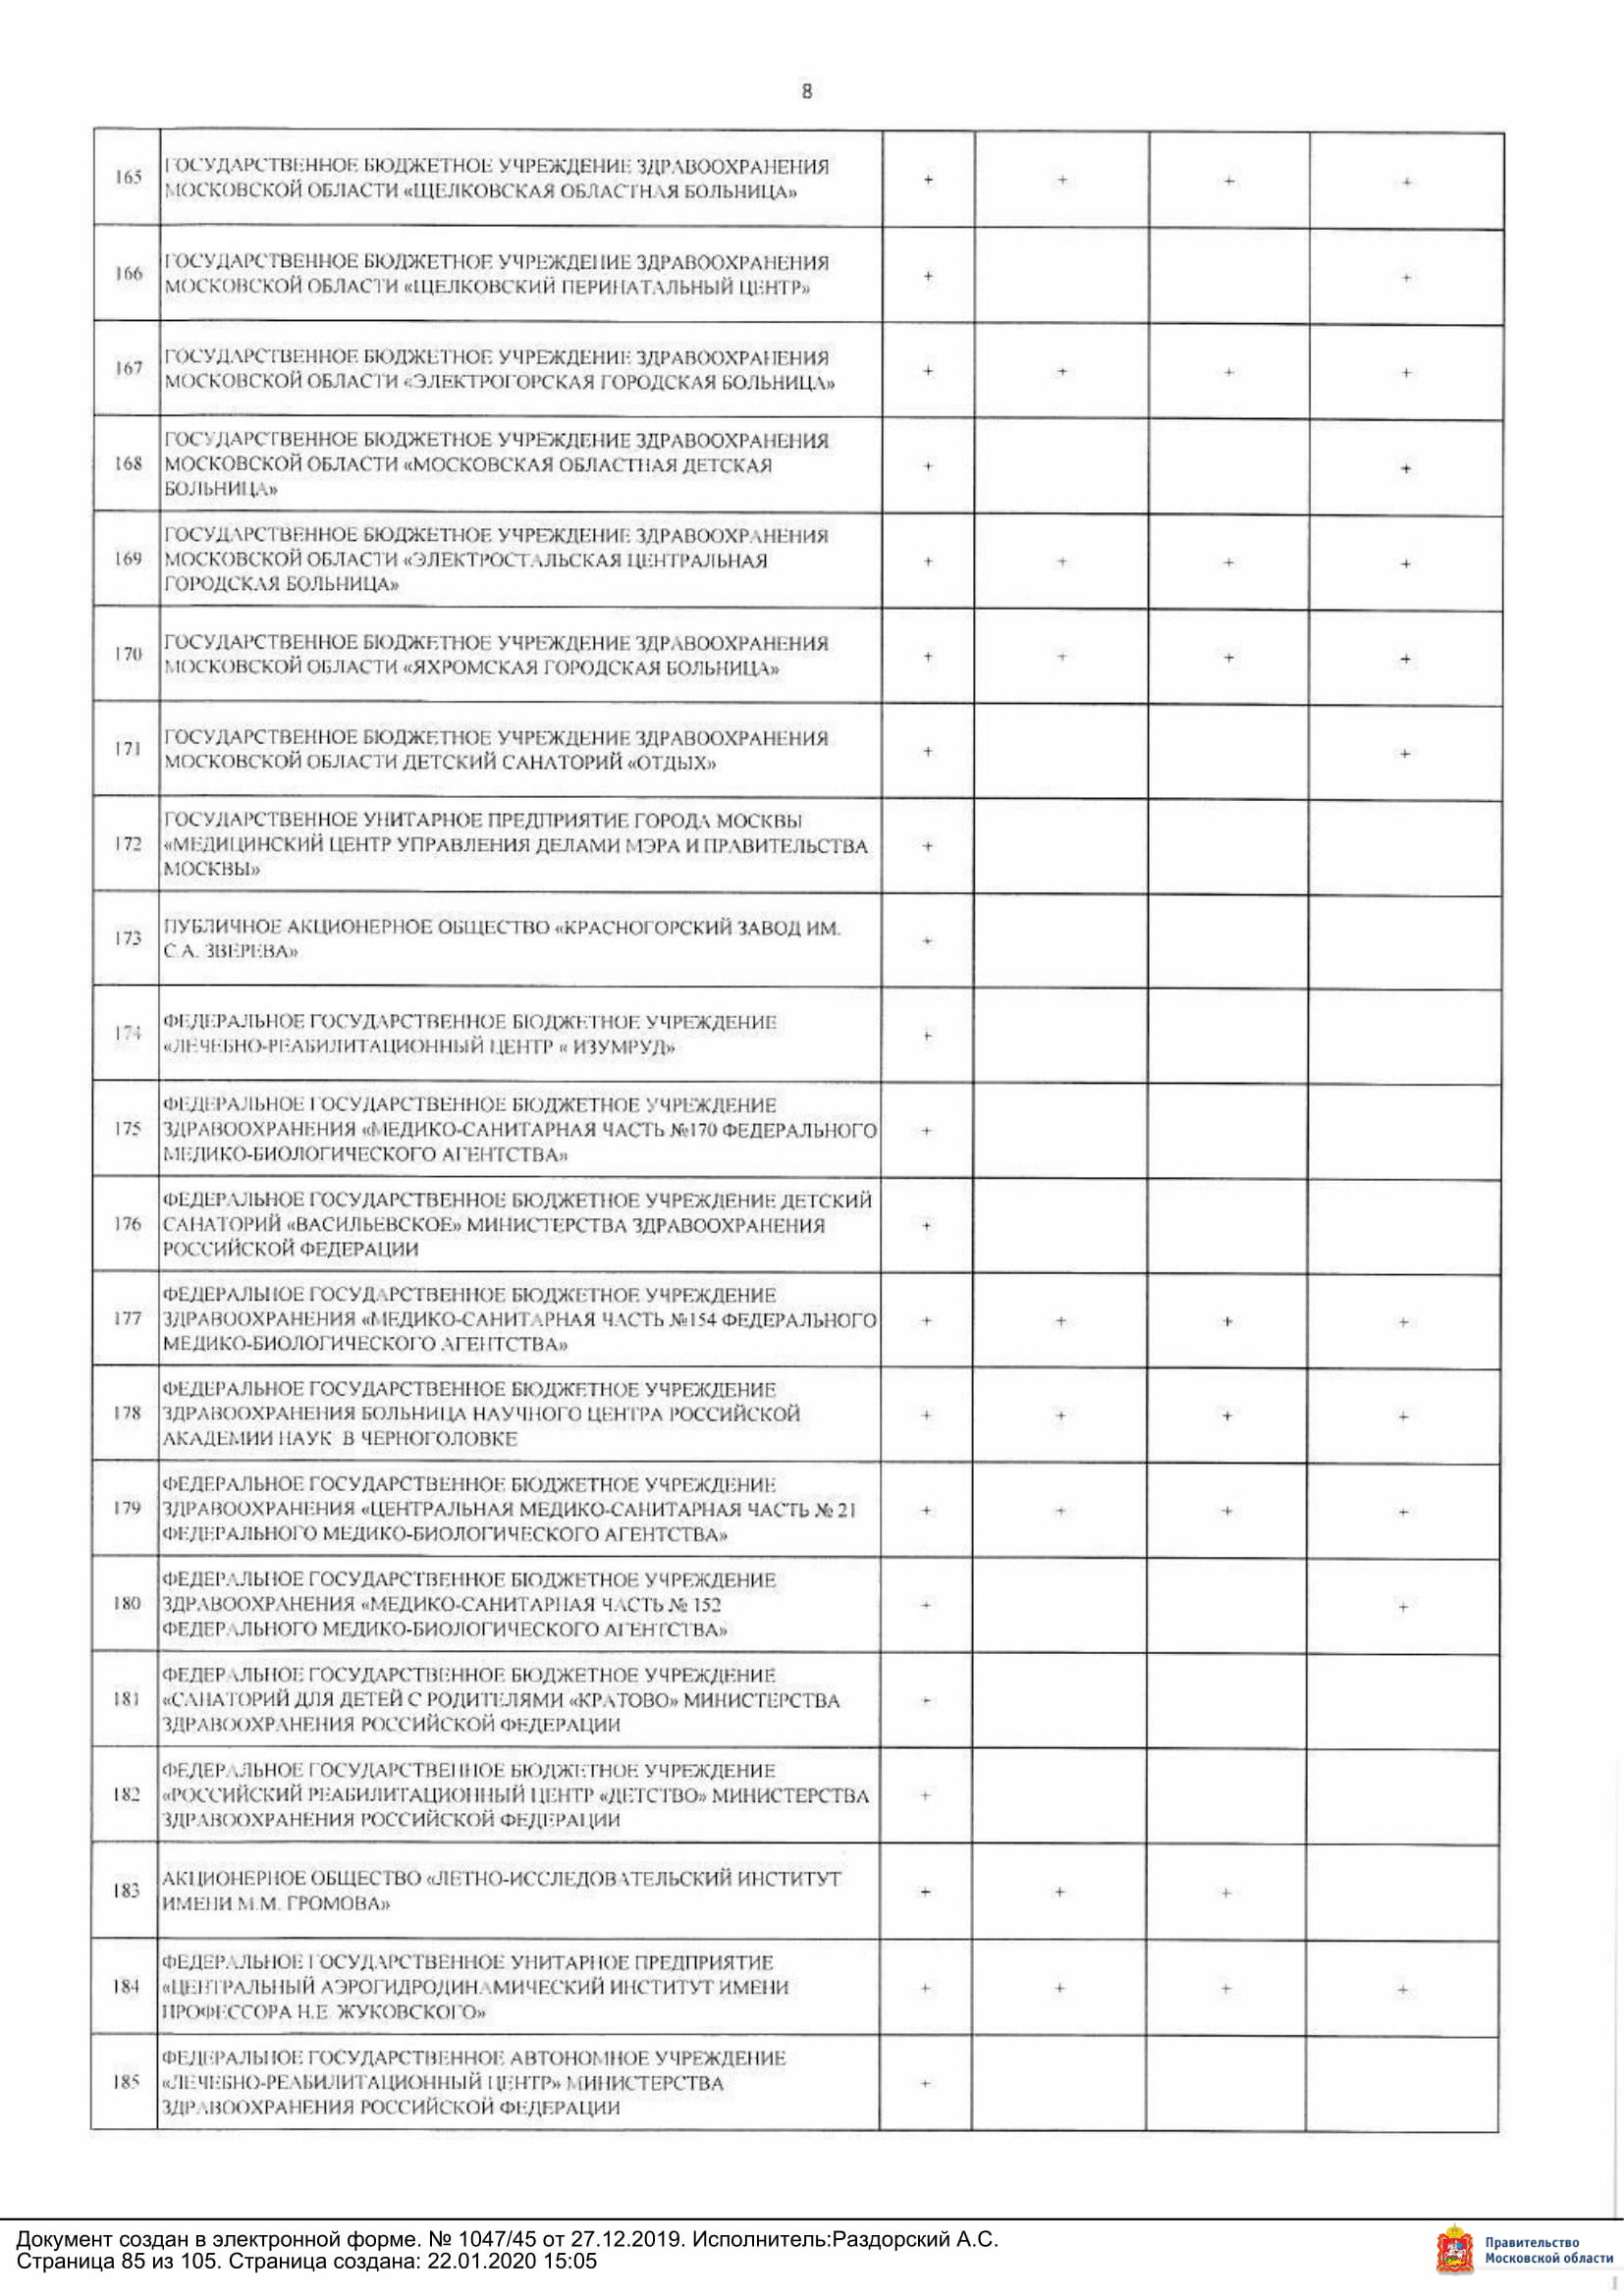 8
165
ГОСУДАРСТВЕННОЕ БЮДЖЕТНОЕ УЧРЕЖДЕНИЕ ЗДРАВООХРАНЕНИЯ
МОСКОВСКОЙ ОБЛАСТИ «ЩЕЛКОВСКАЯ ОБЛАСТНАЯ БОЛЬНИЦА»
+ + + +
166
ГОСУДАРСТВЕННОЕ БЮДЖЕТНОЕ УЧРЕЖДЕНИЕ ЗДРАВООХРАНЕНИЯ
МОСКОВСКОЙ ОБЛАСТИ «ЩЕЛКОВСКИЙ ПЕРИНАТАЛЬНЫЙ ЦЕНТР»
+ +
167
ГОСУДАРСТВЕННОЕ БЮДЖЕТНОЕ УЧРЕЖДЕНИЕ ЗДРАВООХРАНЕНИЯ
МОСКОВСКОЙ ОБЛАСТИ «ЭЛЕКТРОГОРСКАЯ ГОРОДСКАЯ БОЛЬНИЦА»
+ + + +
168
ГОСУДАРСТВЕННОЕ БЮДЖЕТНОЕ УЧРЕЖДЕНИЕ ЗДРАВООХРАНЕНИЯ
МОСКОВСКОЙ ОБЛАСТИ «МОСКОВСКАЯ ОБЛАСТНАЯ ДЕТСКАЯ
БОЛЬНИЦА»
+ +
169
ГОСУДАРСТВЕННОЕ БЮДЖЕТНОЕ УЧРЕЖДЕНИЕ ЗДРАВООХРАНЕНИЯ
МОСКОВСКОЙ ОБЛАСТИ «ЭЛЕКТРОСТАЛЬСКАЯ ЦЕНТРАЛЬНАЯ
ГОРОДСКАЯ БОЛЬНИЦА»
+ + + +
170
ГОСУДАРСТВЕННОЕ БЮДЖЕТНОЕ УЧРЕЖДЕНИЕ ЗДРАВООХРАНЕНИЯ
МОСКОВСКОЙ ОБЛАСТИ «ЯХРОМСКАЯ ГОРОДСКАЯ БОЛЬНИЦА»
+ + + +
171
ГОСУДАРСТВЕННОЕ БЮДЖЕТНОЕ УЧРЕЖДЕНИЕ ЗДРАВООХРАНЕНИЯ
МОСКОВСКОЙ ОБЛАСТИ ДЕТСКИЙ САНАТОРИЙ «ОТДЫХ»
+ +
172
ГОСУДАРСТВЕННОЕ УНИТАРНОЕ ПРЕДПРИЯТИЕ ГОРОДА МОСКВЫ
«МЕДИЦИНСКИЙ ЦЕНТР УПРАВЛЕНИЯ ДЕЛАМИ МЭРА И ПРАВИТЕЛЬСТВА
МОСКВЫ»
+
173
ПУБЛИЧНОЕ АКЦИОНЕРНОЕ ОБЩЕСТВО «КРАСНОГОРСКИЙ ЗАВОД ИМ.
С.А. ЗВЕРЕВА»
+
174
ФЕДЕРАЛЬНОЕ ГОСУДАРСТВЕННОЕ БЮДЖЕТНОЕ УЧРЕЖДЕНИЕ
«ЛЕЧЕБНО-РЕАБИЛИТАЦИОННЫЙ ЦЕНТР « ИЗУМРУД»
+
175
ФЕДЕРАЛЬНОЕ ГОСУДАРСТВЕННОЕ БЮДЖЕТНОЕ УЧРЕЖДЕНИЕ
ЗДРАВООХРАНЕНИЯ «МЕДИКО-САНИТАРНАЯ ЧАСТЬ №170 ФЕДЕРАЛЬНОГО
МЕДИКО-БИОЛОГИЧЕСКОГО АГЕНТСТВА»
+
176
ФЕДЕРАЛЬНОЕ ГОСУДАРСТВЕННОЕ БЮДЖЕТНОЕ УЧРЕЖДЕНИЕ ДЕТСКИЙ
САНАТОРИЙ «ВАСИЛЬЕВСКОЕ» МИНИСТЕРСТВА ЗДРАВООХРАНЕНИЯ
РОССИЙСКОЙ ФЕДЕРАЦИИ
+
177
ФЕДЕРАЛЬНОЕ ГОСУДАРСТВЕННОЕ БЮДЖЕТНОЕ УЧРЕЖДЕНИЕ
ЗДРАВООХРАНЕНИЯ «МЕДИКО-САНИТАРНАЯ ЧАСТЬ №154 ФЕДЕРАЛЬНОГО
МЕДИКО-БИОЛОГИЧЕСКОГО АГЕНТСТВА»
+ + + +
178
ФЕДЕРАЛЬНОЕ ГОСУДАРСТВЕННОЕ БЮДЖЕТНОЕ УЧРЕЖДЕНИЕ
ЗДРАВООХРАНЕНИЯ БОЛЬНИЦА НАУЧНОГО ЦЕНТРА РОССИЙСКОЙ
АКАДЕМИИ НАУК В ЧЕРНОГОЛОВКЕ
+ + + +
179
ФЕДЕРАЛЬНОЕ ГОСУДАРСТВЕННОЕ БЮДЖЕТНОЕ УЧРЕЖДЕНИЕ
ЗДРАВООХРАНЕНИЯ «ЦЕНТРАЛЬНАЯ МЕДИКО-САНИТАРНАЯ ЧАСТЬ № 21
ФЕДЕРАЛЬНОГО МЕДИКО-БИОЛОГИЧЕСКОГО АГЕНТСТВА»
+ + + +
180
ФЕДЕРАЛЬНОЕ ГОСУДАРСТВЕННОЕ БЮДЖЕТНОЕ УЧРЕЖДЕНИЕ
ЗДРАВООХРАНЕНИЯ «МЕДИКО-САНИТАРНАЯ ЧАСТЬ № 152
ФЕДЕРАЛЬНОГО МЕДИКО-БИОЛОГИЧЕСКОГО АГЕНТСТВА»
+ +
181
ФЕДЕРАЛЬНОЕ ГОСУДАРСТВЕННОЕ БЮДЖЕТНОЕ УЧРЕЖДЕНИЕ
«САНАТОРИЙ ДЛЯ ДЕТЕЙ С РОДИТЕЛЯМИ «КРАТОВО» МИНИСТЕРСТВА
ЗДРАВООХРАНЕНИЯ РОССИЙСКОЙ ФЕДЕРАЦИИ
+
182
ФЕДЕРАЛЬНОЕ ГОСУДАРСТВЕННОЕ БЮДЖЕТНОЕ УЧРЕЖДЕНИЕ
«РОССИЙСКИЙ РЕАБИЛИТАЦИОННЫЙ ЦЕНТР «ДЕТСТВО» МИНИСТЕРСТВА
ЗДРАВООХРАНЕНИЯ РОССИЙСКОЙ ФЕДЕРАЦИИ
+
183
АКЦИОНЕРНОЕ ОБЩЕСТВО «ЛЕТНО-ИССЛЕДОВАТЕЛЬСКИЙ ИНСТИТУТ
ИМЕНИ М.М. ГРОМОВА»
+ + +
184
ФЕДЕРАЛЬНОЕ ГОСУДАРСТВЕННОЕ УНИТАРНОЕ ПРЕДПРИЯТИЕ
«ЦЕНТРАЛЬНЫЙ АЭРОГИДРОДИНАМИЧЕСКИЙ ИНСТИТУТ ИМЕНИ
ПРОФЕССОРА Н.Е. ЖУКОВСКОГО»
+ + + +
185
ФЕДЕРАЛЬНОЕ ГОСУДАРСТВЕННОЕ АВТОНОМНОЕ УЧРЕЖДЕНИЕ
«ЛЕЧЕБНО-РЕАБИЛИТАЦИОННЫЙ ЦЕНТР» МИНИСТЕРСТВА
ЗДРАВООХРАНЕНИЯ РОССИЙСКОЙ ФЕДЕРАЦИИ
+
Документ создан в электронной форме. № 1047/45 от 27.12.2019. Исполнитель:Раздорский А.С.
Страница 85 из 105. Страница создана: 22.01.2020 15:05
Правительство
Московской области